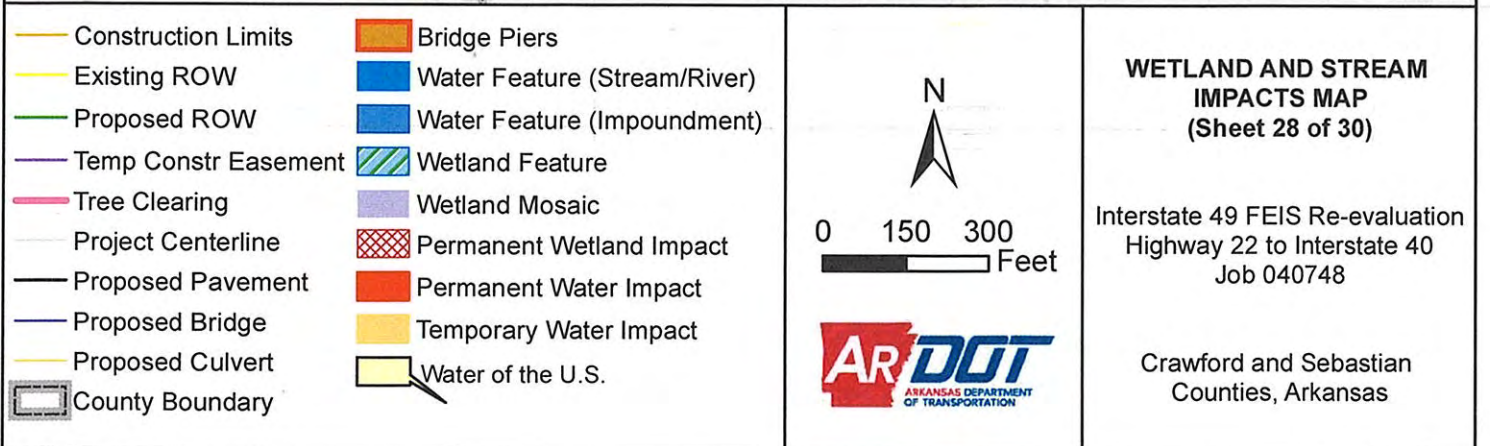 Construction Limits
Existing ROW
Proposed ROW
Temp Constr Easement
Tree Clearing
Project Centerline
Proposed Pavement
Proposed Bridge
Proposed Culvert
County Boundary
Bridge Piers
Water Feature (Stream/River)
Water Feature (Impoundment)
Wetland Feature
Wetland Mosaic
Permanent Wetland Impact
Permanent Water Impact
Temporary Water Impact
Water of the U.S.
N
0 150 300
Feet
ARDOT
ARKANSAS DEPARTMENT
OF TRANSPORTATION
WETLAND AND STREAM
IMPACTS MAP
(Sheet 28 of 30)
Interstate 49 FEIS Re-evaluation
Highway 22 to Interstate 40
Job 040748
Crawford and Sebastian
Counties, Arkansas